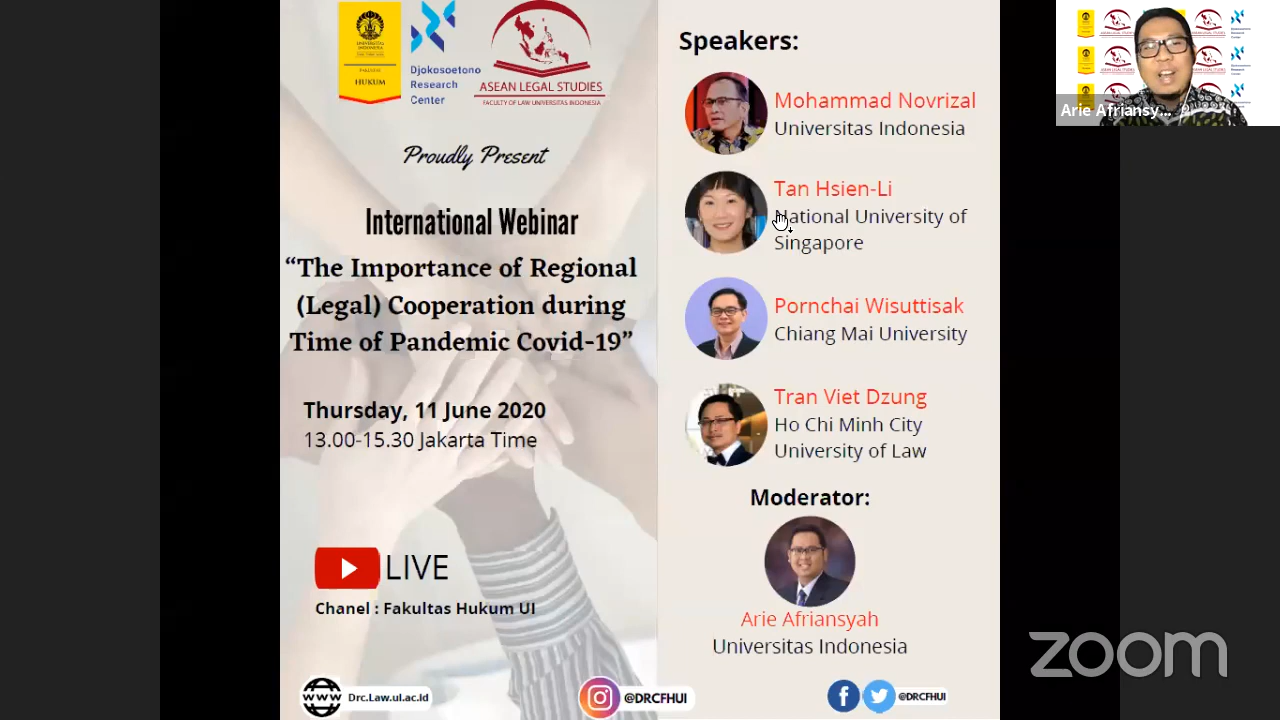 UNIVERSITAS
INDONESIA
FAKULTAS
HUKUM
Djokosoetono
Research
Center
ASEAN LEGAL STUDIES
FACULTY OF LAW UNIVERSITAS INDONESIA
Proudly Present
International Webinar
“The Importance of Regional
(Legal) Cooperation during
Time of Pandemic Covid-19”
Thursday, 11 June 2020
13.00-15.30 Jakarta Time
LIVE
Chanel : Fakultas Hukum UI
www
Drc.Law.ui.ac.id
@DRCFHUI
Speakers:
Mohammad Novrizal
Universitas Indonesia
Tan Hsien-Li
National University of
Singapore
Pornchai Wisuttisak
Chiang Mai University
Tran Viet Dzung
Ho Chi Minh City
University of Law
Moderator:
Arie Afriansyah
Universitas Indonesia
@DRCFHUI
Arie Afriansy...
zoom